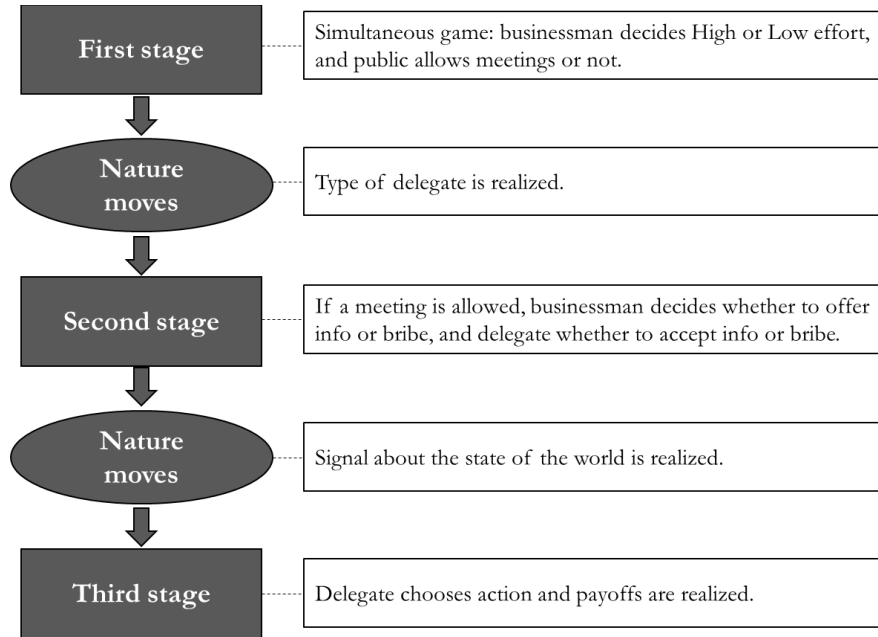 First stage
Simultaneous game: businessman decides High or Low effort,
and public allows meetings or not.
Nature
moves
Type of delegate is realized.
Second stage
If a meeting is allowed, businessman decides whether to offer
info or bribe, and delegate whether to accept info or bribe.
Nature
moves
Signal about the state of the world is realized.
Third stage
Delegate chooses action and payoffs are realized.